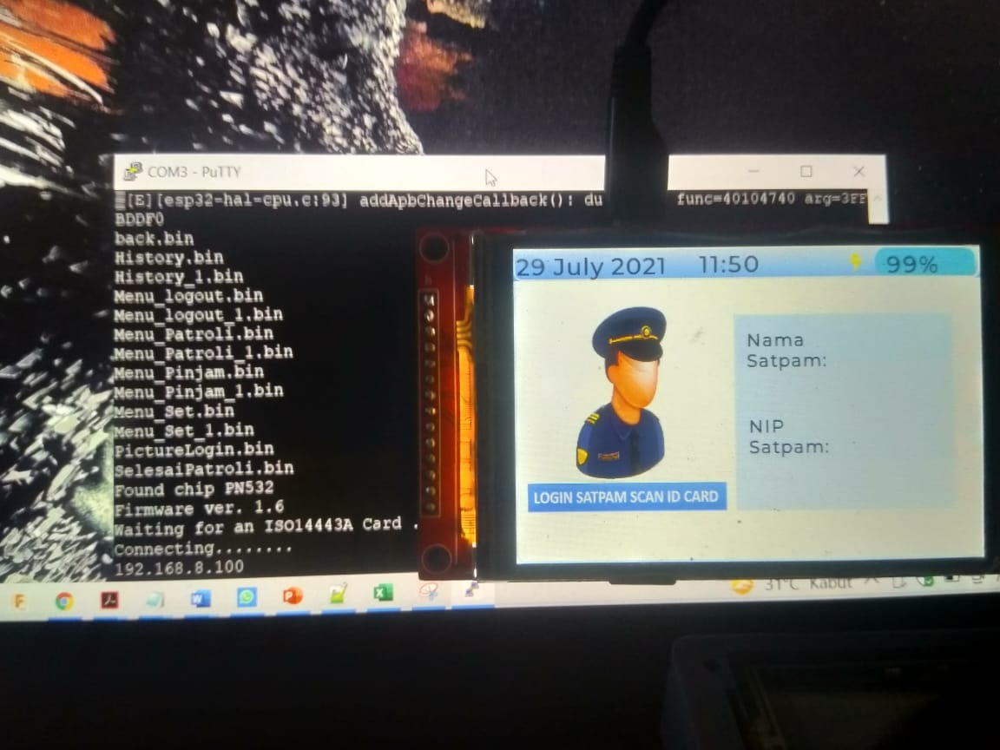 COM3 - PuTTY
[E][esp32-hal-cpu.c:93] addApbChangeCallback(): du func=40104740 arg=3FF
BDDF0
back.bin
History.bin
History_1.bin
Menu_logout.bin
Menu_logout_1.bin
Menu_Patroli.bin
Menu_Patroli_1.bin
Menu_Pinjam.bin
Menu_Pinjam_1.bin
Menu_Set.bin
Menu_Set_1.bin
PictureLogin.bin
SelesaiPatroli.bin
Found chip PN532
Firmware ver. 1.6
Waiting for an ISO14443A Card .
Connecting........
192.168.8.100
29 July 2021 11:50 99%
Nama
Satpam:
NIP
Satpam:
LOGIN SATPAM SCAN ID CARD
31°C Kabut